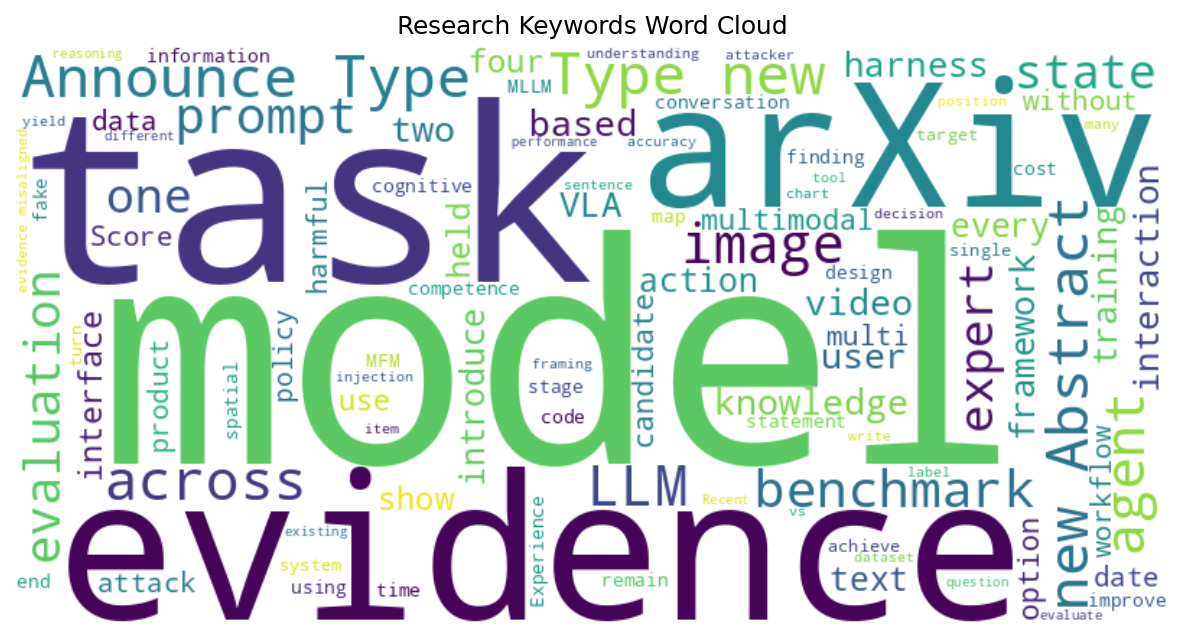 Research Keywords Word Cloud
reasoning
information
four
understanding
attacker
Announce
Type
MLLM
Type
new
harness
state
yield
data
different
prompt
two
based
performance
conversation
accuracy
position
without
target
many
task
arXiv
finding
tool
chart
cost
evidence misaligned
fake
one
Score
harmful
cognitive
held
competence
sentence
VLA
map
multimodal
image
decision
every
single
action
design
video
multi
user
expert
framework
new Abstract
training
interaction
evaluation
turn
interface
product
spatial
policy
model
MFM
injection
use
item
introduce
framing
stage
code
candidate
knowledge
statement
write
label
agent
workflow
across
show
LLM
Recent
benchmark
vs
evidence
existing
system
end
attack
using
time
Experience
remain
achieve
dataset
text
question
option
date
improve
evaluate